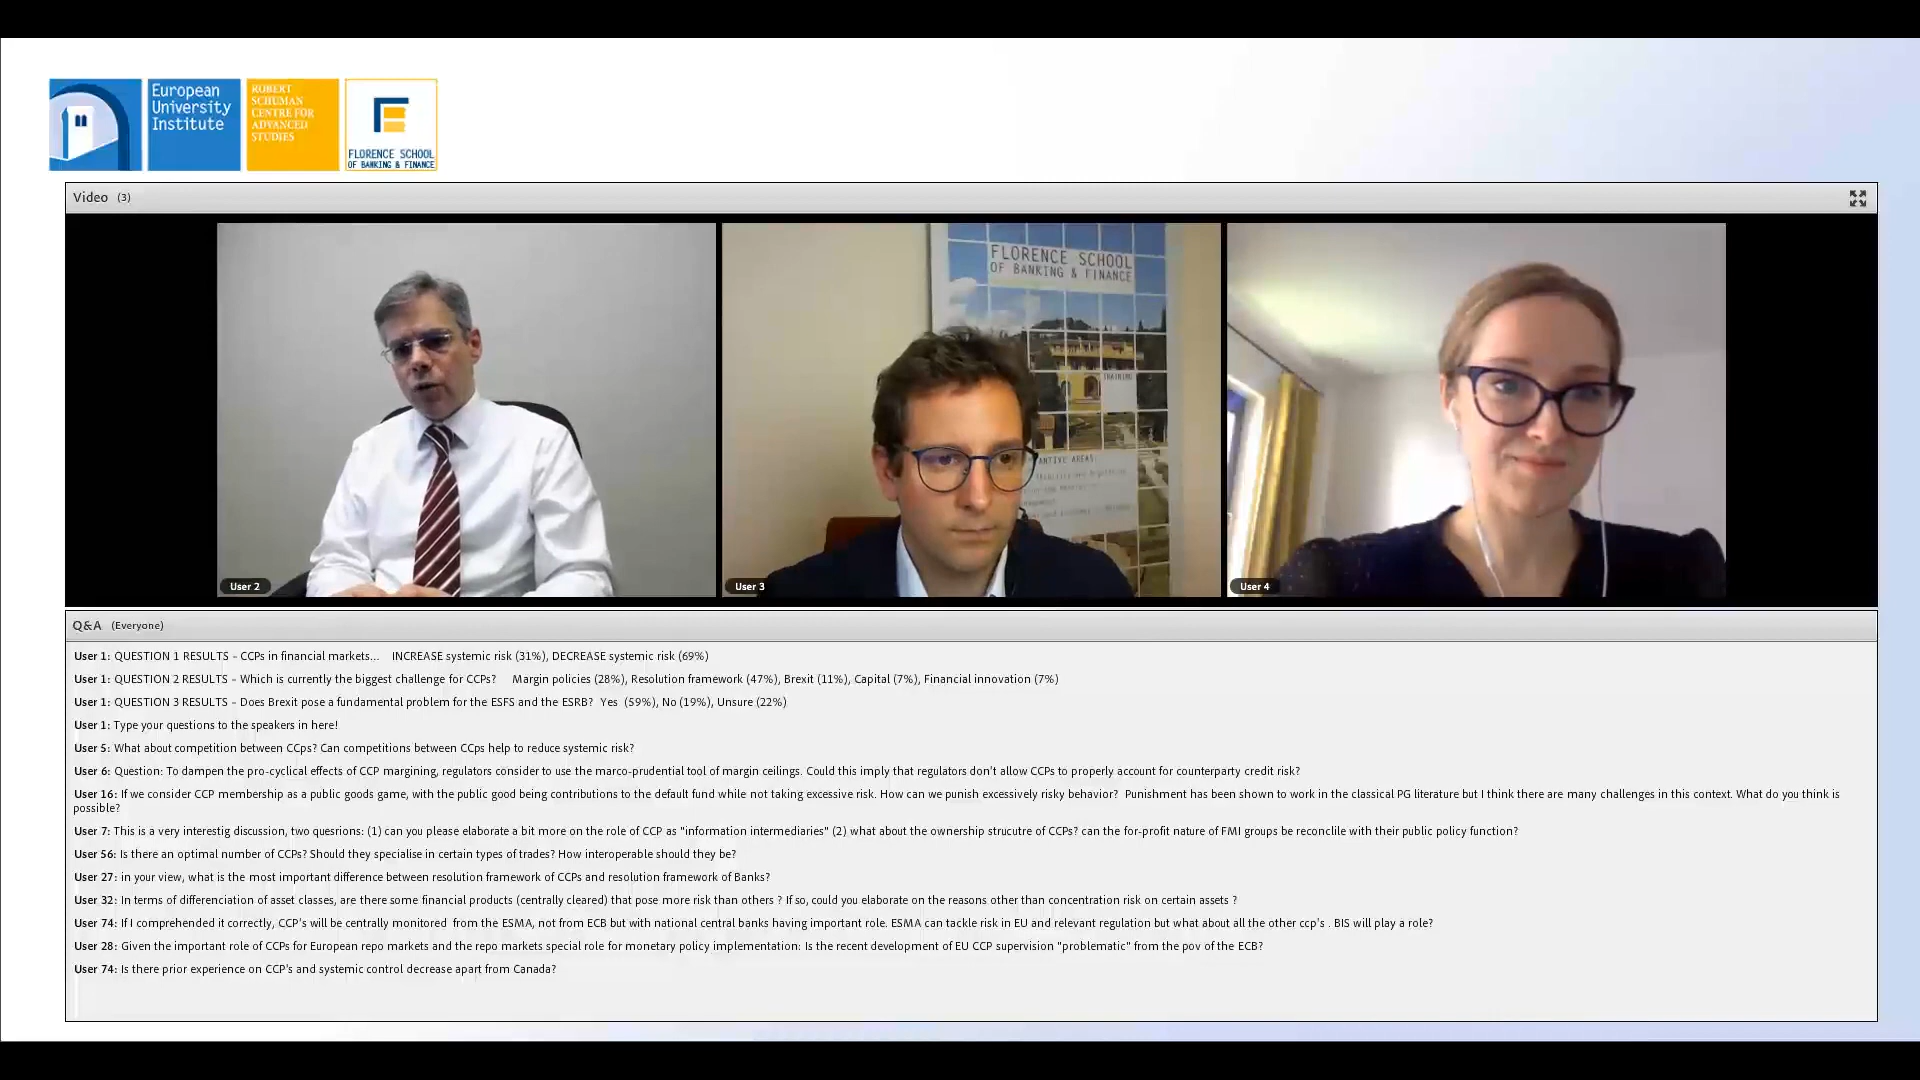 European
University
Institute
ROBERT
SCHUMAN
CENTRE FOR
ADVANCED
STUDIES
FLORENCE SCHOOL
OF BANKING & FINANCE
Video (3)
FLORENCE SCHOOL
OF BANKING & FINANCE
TRAINING
ANTIVE AREAS:
User 2
User 3
User 4
Q&A (Everyone)
User 1: QUESTION 1 RESULTS - CCPs in financial markets... INCREASE systemic risk (31%), DECREASE systemic risk (69%)
User 1: QUESTION 2 RESULTS - Which is currently the biggest challenge for CCPs? Margin policies (28%), Resolution framework (47%), Brexit (11%), Capital (7%), Financial innovation (7%)
User 1: QUESTION 3 RESULTS - Does Brexit pose a fundamental problem for the ESFS and the ESRB? Yes (59%), No (19%), Unsure (22%)
User 1: Type your questions to the speakers in here!
User 5: What about competition between CCps? Can competitions between CCps help to reduce systemic risk?
User 6: Question: To dampen the pro-cyclical effects of CCP margining, regulators consider to use the marco-prudential tool of margin ceilings. Could this imply that regulators don't allow CCPs to properly account for counterparty credit risk?
User 16: If we consider CCP membership as a public goods game, with the public good being contributions to the default fund while not taking excessive risk. How can we punish excessively risky behavior? Punishment has been shown to work in the classical PG literature but I think there are many challenges in this context. What do you think is
possible?
User 7: This is a very interestig discussion, two quesrions: (1) can you please elaborate a bit more on the role of CCP as "information intermediaries" (2) what about the ownership strucutre of CCPs? can the for-profit nature of FMI groups be reconclile with their public policy function?
User 56: Is there an optimal number of CCPs? Should they specialise in certain types of trades? How interoperable should they be?
User 27: in your view, what is the most important difference between resolution framework of CCPs and resolution framework of Banks?
User 32: In terms of differenciation of asset classes, are there some financial products (centrally cleared) that pose more risk than others ? If so, could you elaborate on the reasons other than concentration risk on certain assets ?
User 74: If I comprehended it correctly, CCP's will be centrally monitored from the ESMA, not from ECB but with national central banks having important role. ESMA can tackle risk in EU and relevant regulation but what about all the other ccp's . BIS will play a role?
User 28: Given the important role of CCPs for European repo markets and the repo markets special role for monetary policy implementation: Is the recent development of EU CCP supervision "problematic" from the pov of the ECB?
User 74: Is there prior experience on CCP's and systemic control decrease apart from Canada?